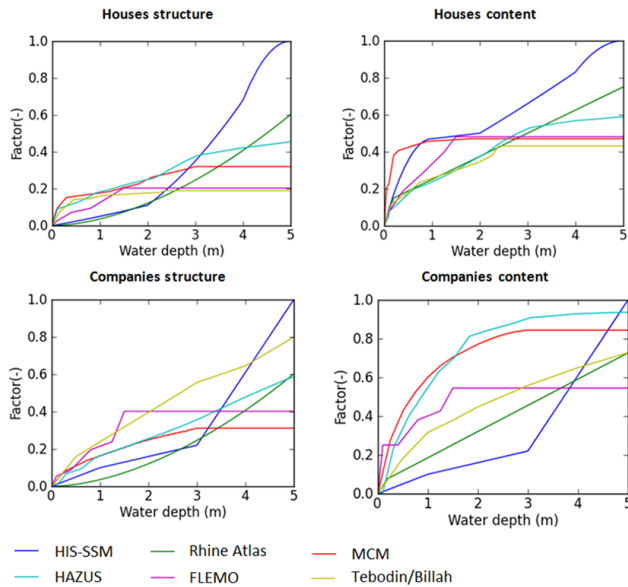 Houses structure
Houses content
1.0
0.8
0.6
0.4
0.2
0.0
0
1
2
3
4
5
Factor(-)
Water depth (m)
1.0
0.8
0.6
0.4
0.2
0.0
0
1
2
3
4
5
Factor(-)
Water depth (m)
Companies structure
Companies content
1.0
0.8
0.6
0.4
0.2
0.0
0
1
2
3
4
5
Factor(-)
Water depth (m)
1.0
0.8
0.6
0.4
0.2
0.0
0
1
2
3
4
5
Factor(-)
Water depth (m)
HIS-SSM
Rhine Atlas
MCM
HAZUS
FLEMO
Tebodin/Billah